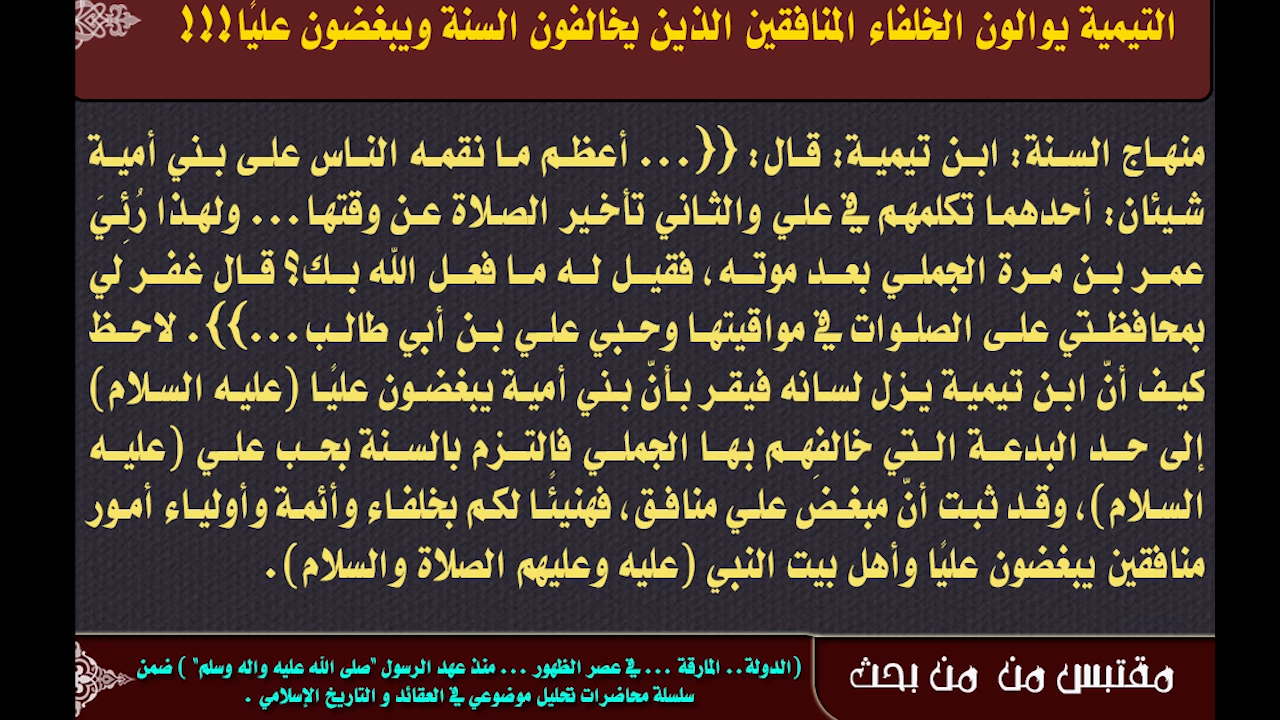 التيمية يوالون الخلفاء المنافقين الذين يخالفون السنة ويبغضون عليًا!!!
منهاج السنة: ابن تيمية: قال: {{... أعظم ما نقمه الناس على بني أمية
شيئان: أحدهما تكلمهم في علي والثاني تأخير الصلاة عن وقتها... ولهذا رُئِيَ
عمر بن مرة الجملي بعد موته، فقيل له ما فعل الله بك؟ قال غفر لي
بمحافظتي على الصلوات في مواقيتها وحبي علي بن أبي طالب...}}. لاحظ
كيف أنّ ابن تيمية يزل لسانه فيقر بأنّ بني أمية يبغضون عليًا (عليه السلام)
إلى حد البدعة التي خالفهم بها الجملي فالتزم بالسنة بحب علي (عليه
السلام)، وقد ثبت أنّ مبغضَ علي منافق، فهنيئًا لكم بخلفاء وأئمة وأولياء أمور
منافقين يبغضون عليًا وأهل بيت النبي (عليه وعليهم الصلاة والسلام).
مقتبس من من بحث
(الدولة.. المارقة ...في عصر الظهور ... منذ عهد الرسول "صلى الله عليه واله وسلم" ) ضمن
سلسلة محاضرات تحليل موضوعي في العقائد و التاريخ الإسلامي .